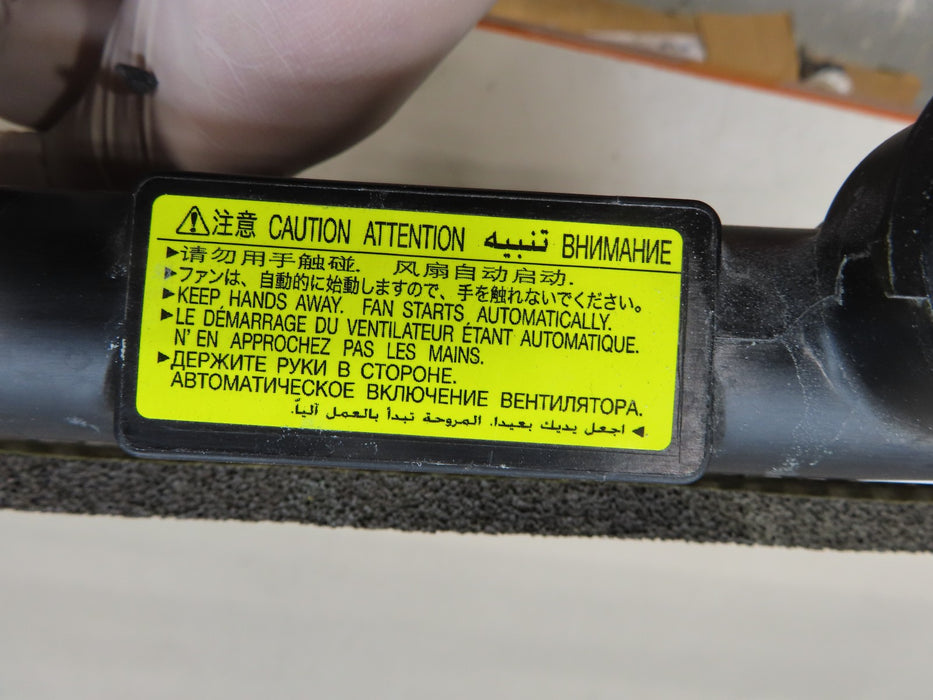 注意 CAUTION ATTENTION تنبيه ВНИМАНИЕ
▶请勿用手触碰. 风扇自动启动.
▶ファンは、自動的に始動しますので、手を触れないでください。
▶KEEP HANDS AWAY. FAN STARTS AUTOMATICALLY.
▶LE DÉMARRAGE DU VENTILATEUR ÉTANT AUTOMATIQUE.
N' EN APPROCHEZ PAS LES MAINS.
▶ДЕРЖИТЕ РУКИ В СТОРОНЕ.
АВТОМАТИЧЕСКОЕ ВКЛЮЧЕНИЕ ВЕНТИЛЯТОРА.
◀ اجعل يديك بعيدا. المروحة تبدأ بالعمل آلياً.